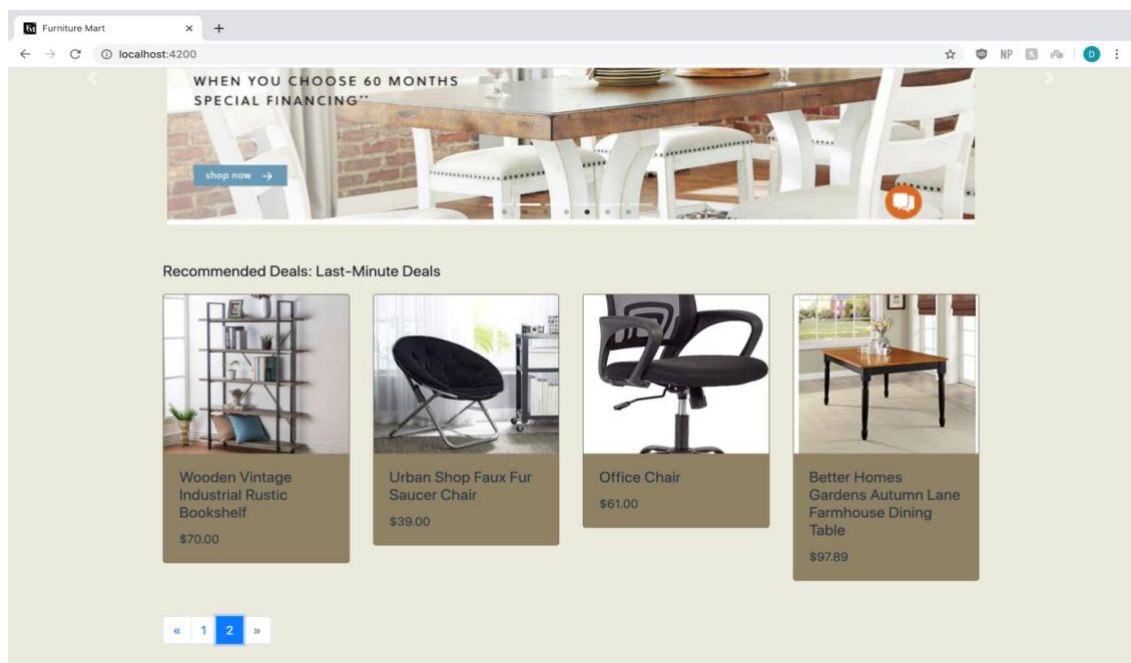 Furniture Mart
localhost:4200
NP
D
WHEN YOU CHOOSE 60 MONTHS
SPECIAL FINANCING**
shop now →
Recommended Deals: Last-Minute Deals
Wooden Vintage
Industrial Rustic
Bookshelf
$70.00
Urban Shop Faux Fur
Saucer Chair
$39.00
Office Chair
$61.00
Better Homes
Gardens Autumn Lane
Farmhouse Dining
Table
$97.89
« 1 2 »